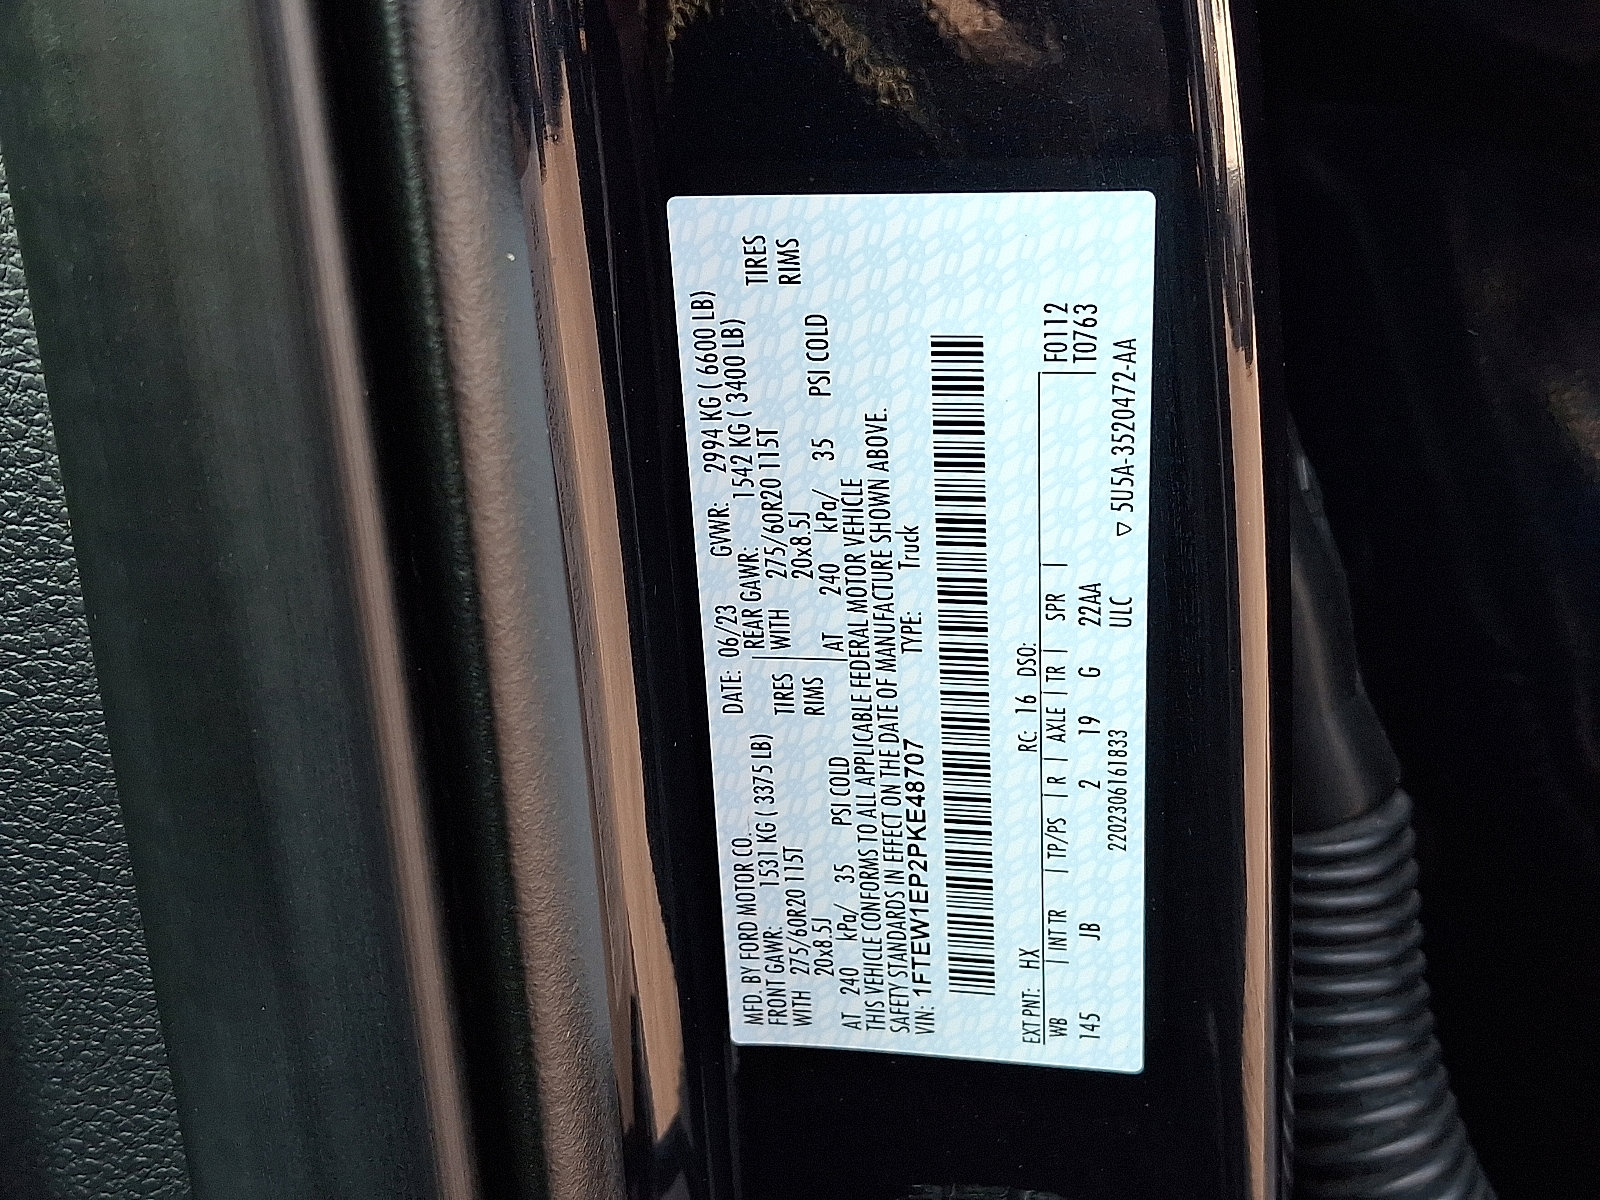 MFD. BY FORD MOTOR CO. DATE: 06/23 GVWR: 2994 KG ( 6600 LB)
FRONT GAWR: 1531 KG ( 3375 LB) REAR GAWR: 1542 KG ( 3400 LB)
WITH 275/60R20 115T TIRES WITH 275/60R20 115T TIRES
20x8.5J RIMS 20x8.5J RIMS
AT 240 kPa/ 35 PSI COLD AT 240 kPa/ 35 PSI COLD
THIS VEHICLE CONFORMS TO ALL APPLICABLE FEDERAL MOTOR VEHICLE
SAFETY STANDARDS IN EFFECT ON THE DATE OF MANUFACTURE SHOWN ABOVE.
VIN: 1FTEW1EP2PKE48707 TYPE: Truck
EXT PNT: HX RC: 16 DSO: F0112
WB | INT TR | TP/PS | R | AXLE | TR | SPR | T0763
145 JB 2 19 G 22AA
2202306161833 ULC ▽ 5U5A-3520472-AA